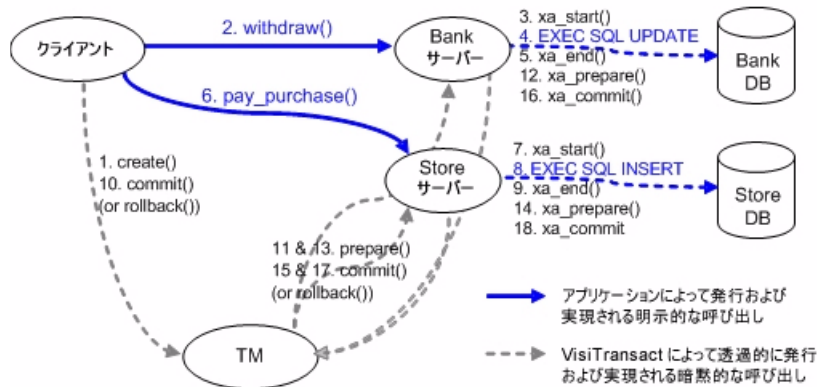 クライアント
2. withdraw()
Bank
サーバー
3. xa_start()
4. EXEC SQL UPDATE
5. xa_end()
12. xa_prepare()
16. xa_commit()
Bank
DB
6. pay_purchase()
Store
サーバー
7. xa_start()
8. EXEC SQL INSERT
9. xa_end()
14. xa_prepare()
18. xa_commit
Store
DB
1. create()
10. commit()
(or rollback())
11 & 13. prepare()
15 & 17. commit()
(or rollback())
TM
アプリケーションによって発行および
実現される明示的な呼び出し
VisiTransact によって透過的に発行
および実現される暗黙的な呼び出し